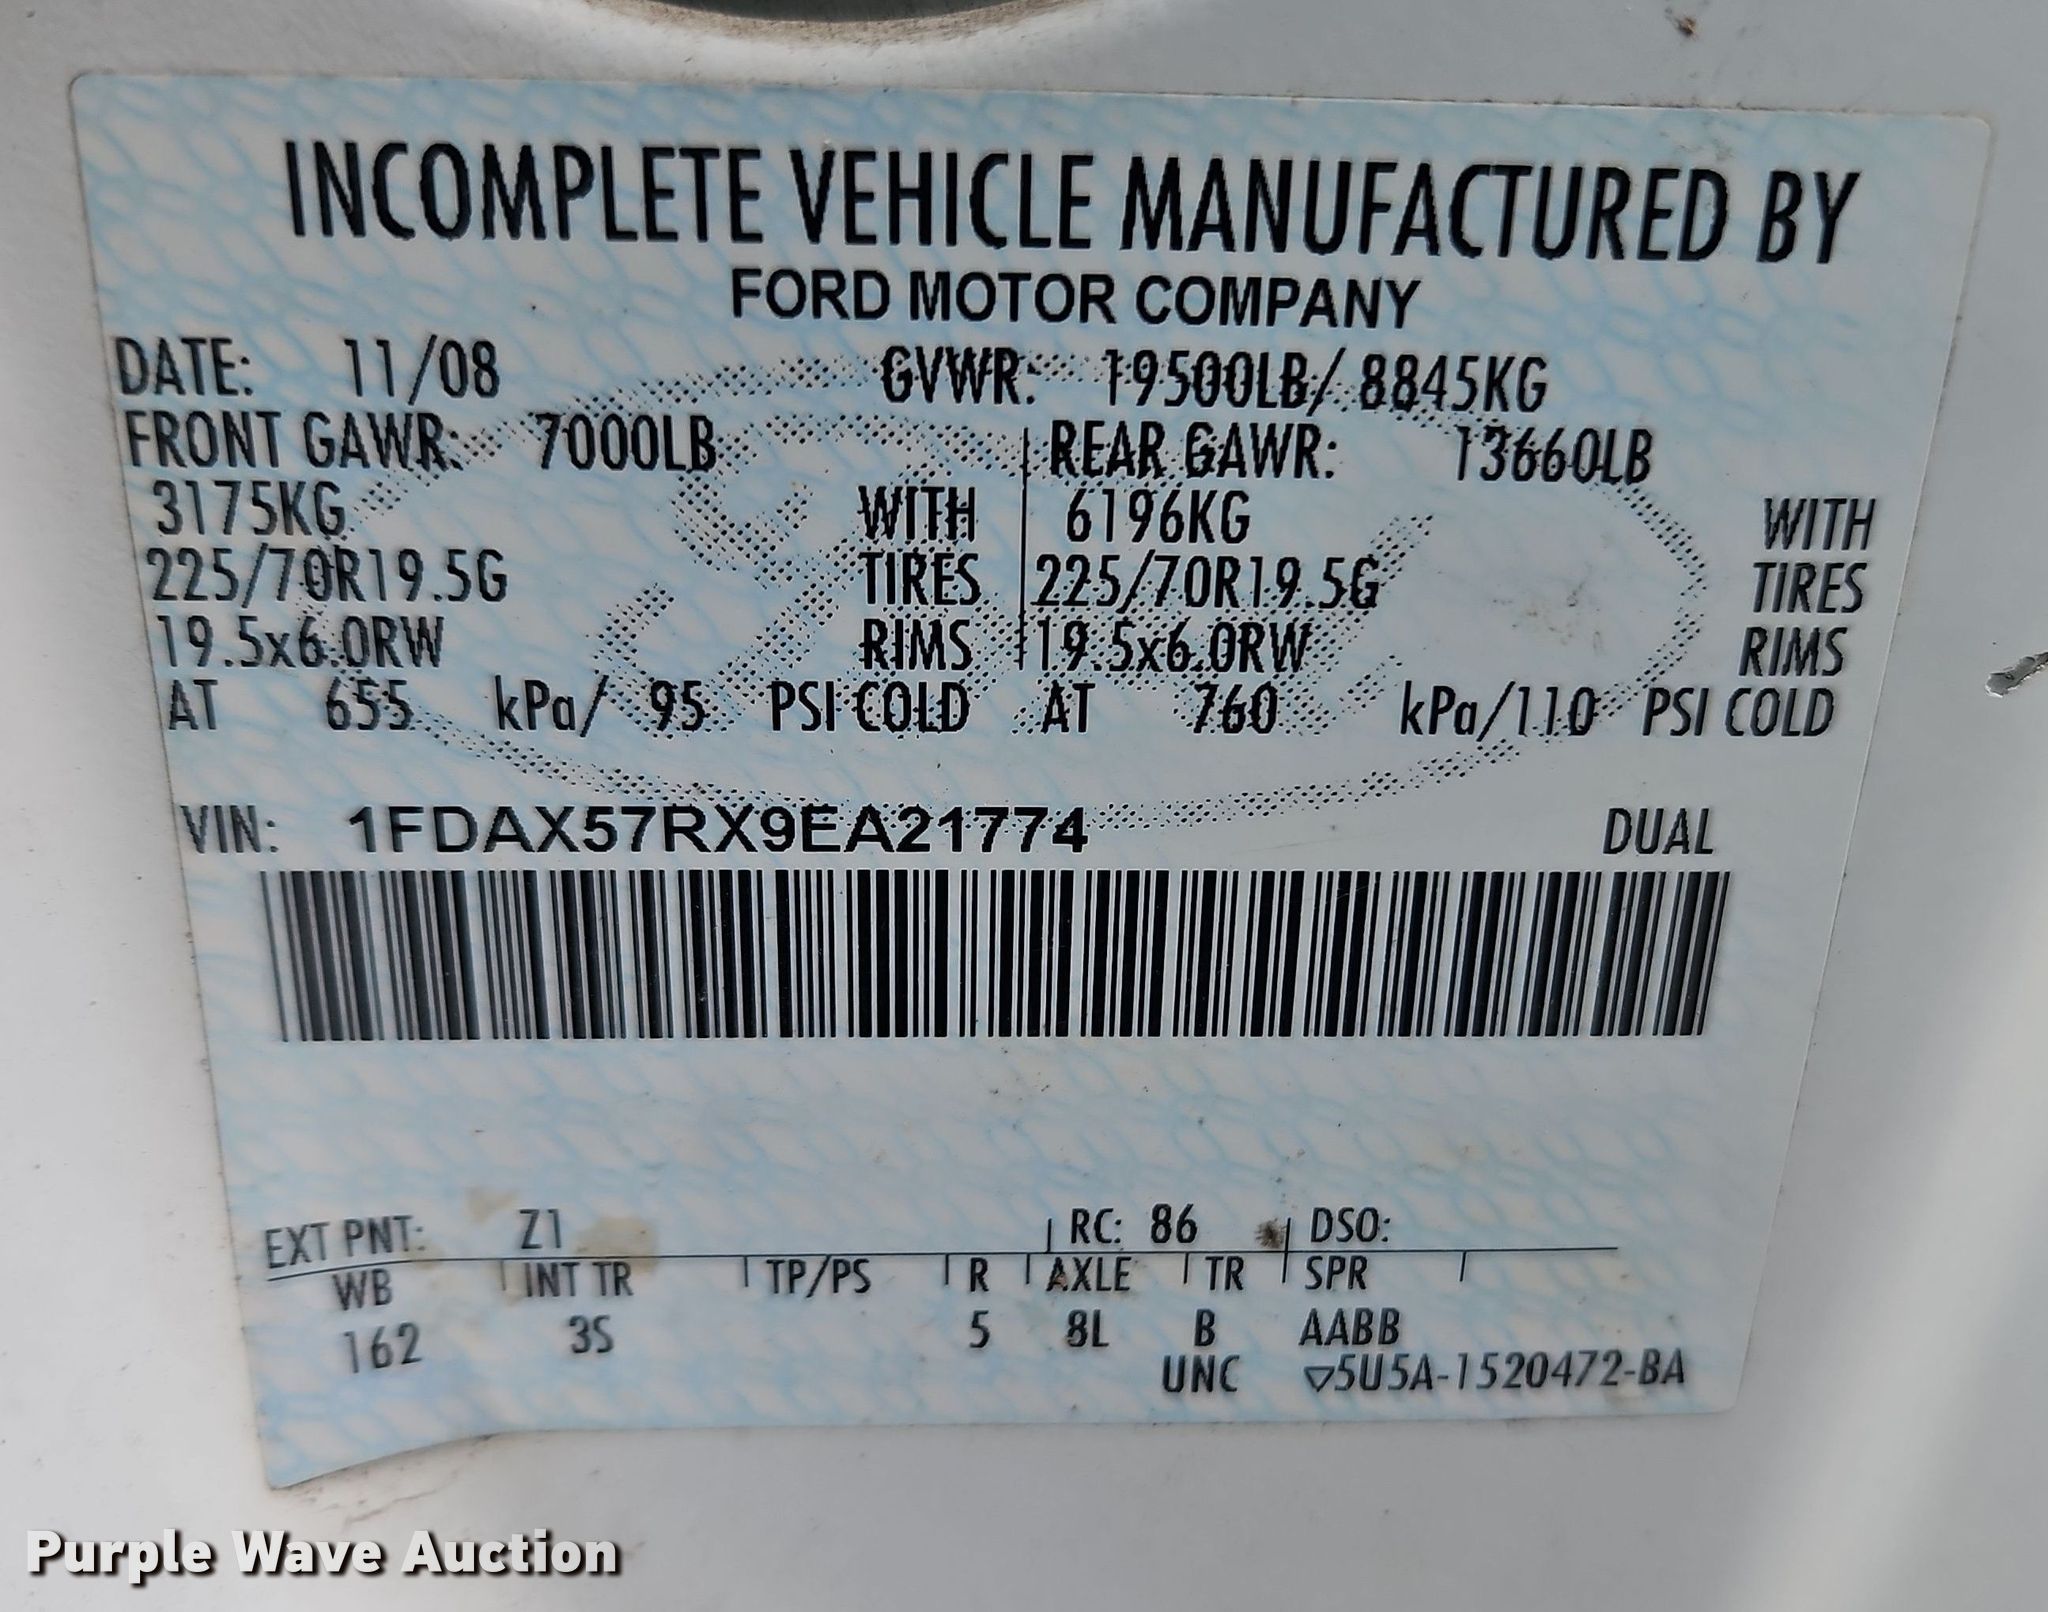 INCOMPLETE VEHICLE MANUFACTURED BY
FORD MOTOR COMPANY
DATE: 11/08 GVWR: 19500LB/ 8845KG
FRONT GAWR: 7000LB REAR GAWR: 13660LB
3175KG WITH 6196KG WITH
225/70R19.5G TIRES 225/70R19.5G TIRES
19.5x6.0RW RIMS 19.5x6.0RW RIMS
AT 655 kPa/ 95 PSI COLD AT 760 kPa/110 PSI COLD
VIN: 1FDAX57RX9EA21774 DUAL
EXT PNT: Z1 RC: 86 DSO:
WB INT TR TP/PS R AXLE TR SPR
162 3S 5 8L B AABB
UNC ▽5U5A-1520472-BA
Purple Wave Auction